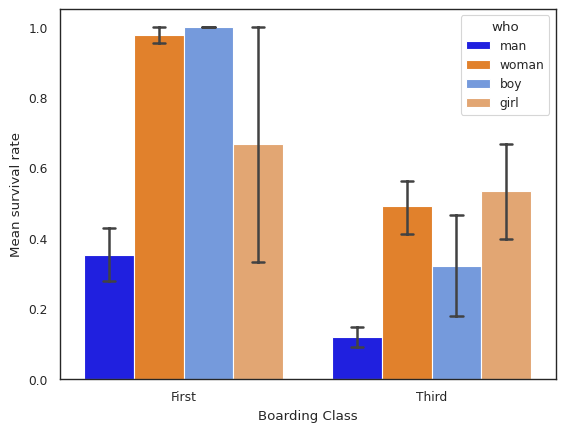 who
man
woman
boy
girl
1.0
0.8
0.6
0.4
0.2
0.0
Mean survival rate
First
Third
Boarding Class